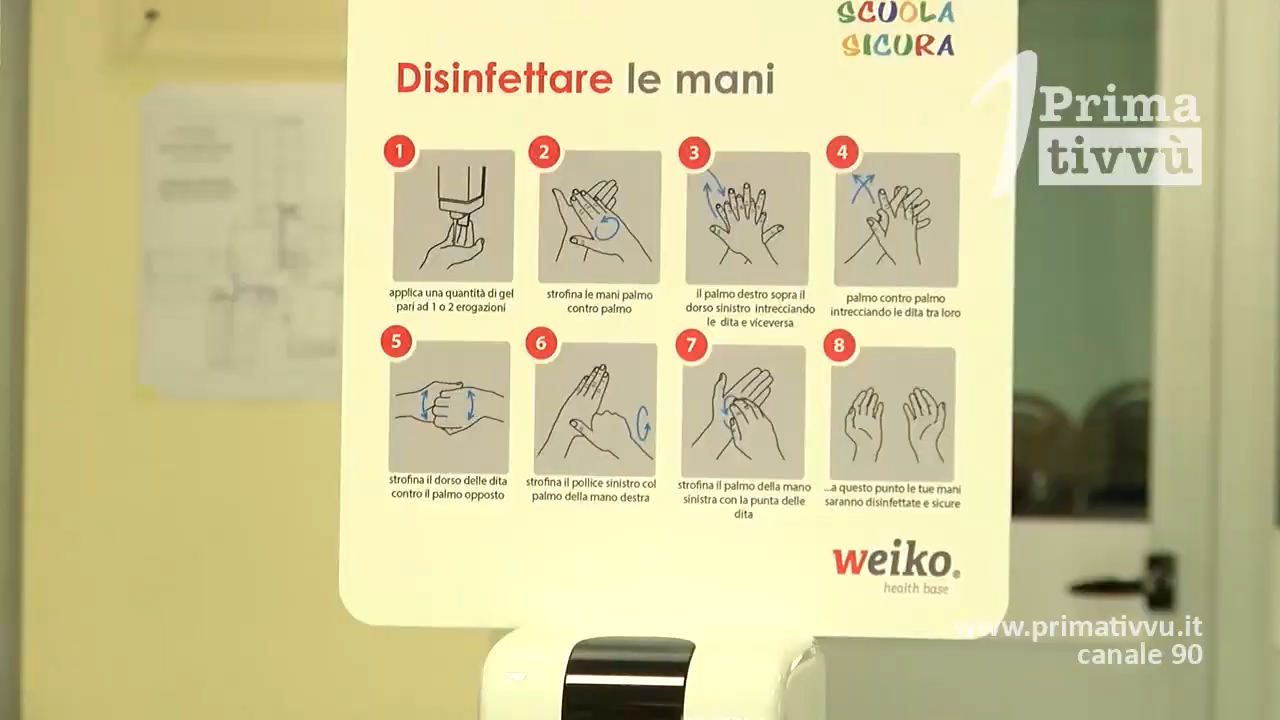 SCUOLA
SICURA
Disinfettare le mani
Prima
tivvù
1
2
3
4
applica una quantità di gel
pari ad 1 o 2 erogazioni
strofina le mani palmo
contro palmo
il palmo destro sopra il
dorso sinistro intrecciando
le dita e viceversa
palmo contro palmo
intrecciando le dita tra loro
5
6
7
8
strofina il dorso delle dita
contro il palmo opposto
strofina il pollice sinistro col
palmo della mano destra
strofina il palmo della mano
sinistra con la punta delle
dita
...a questo punto le tue mani
saranno disinfettate e sicure
weiko.
health base
www.primativvu.it
canale 90